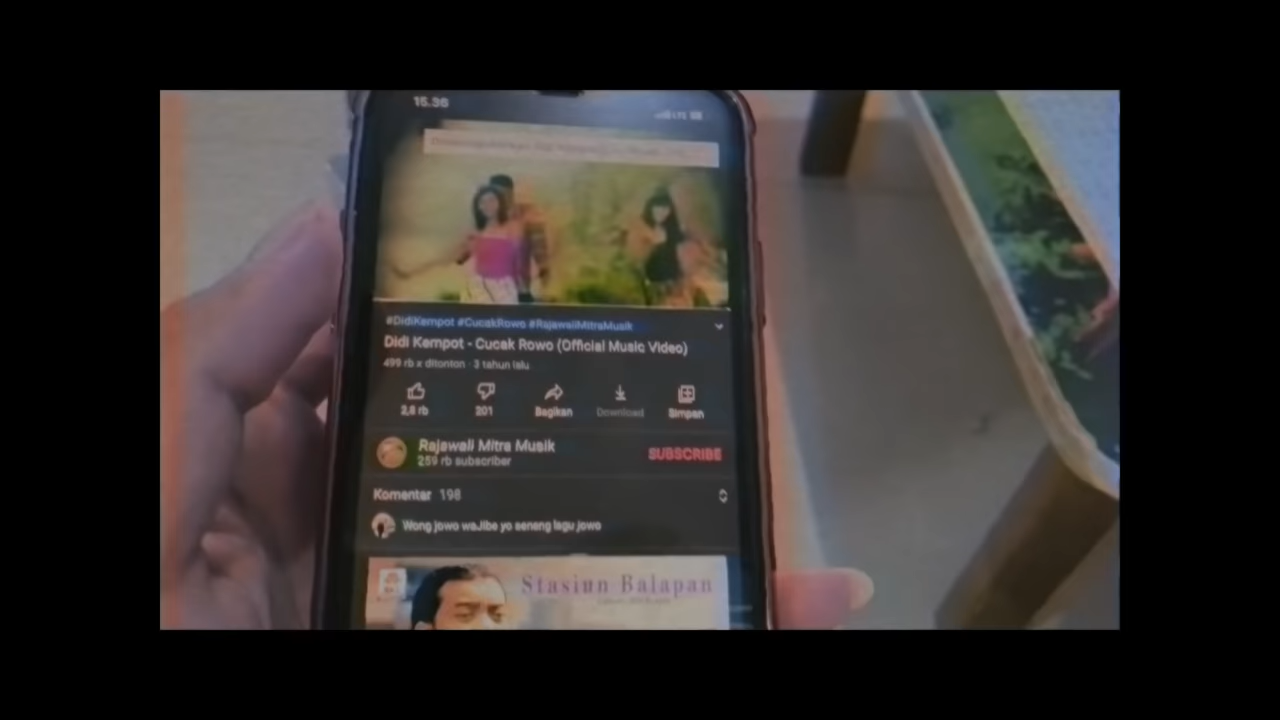 15.36
LTE
#DidiKempot #CucakRowo #RajawaliMitraMusik
Didi Kempot - Cucak Rowo (Official Music Video)
499 rb x ditonton · 3 tahun lalu
2,8 rb 201 Bagikan Download Simpan
Rajawali Mitra Musik
259 rb subscriber
SUBSCRIBE
Komentar 198
Wong jowo waJibe yo seneng lagu jowo
Stasiun Balapan